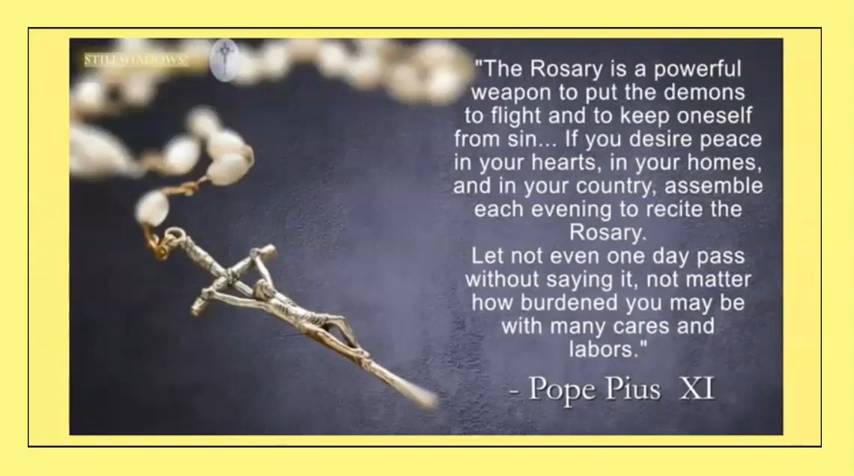 "The Rosary is a powerful
weapon to put the demons
to flight and to keep oneself
from sin... If you desire peace
in your hearts, in your homes,
and in your country, assemble
each evening to recite the
Rosary.
Let not even one day pass
without saying it, not matter
how burdened you may be
with many cares and
labors."
- Pope Pius XI